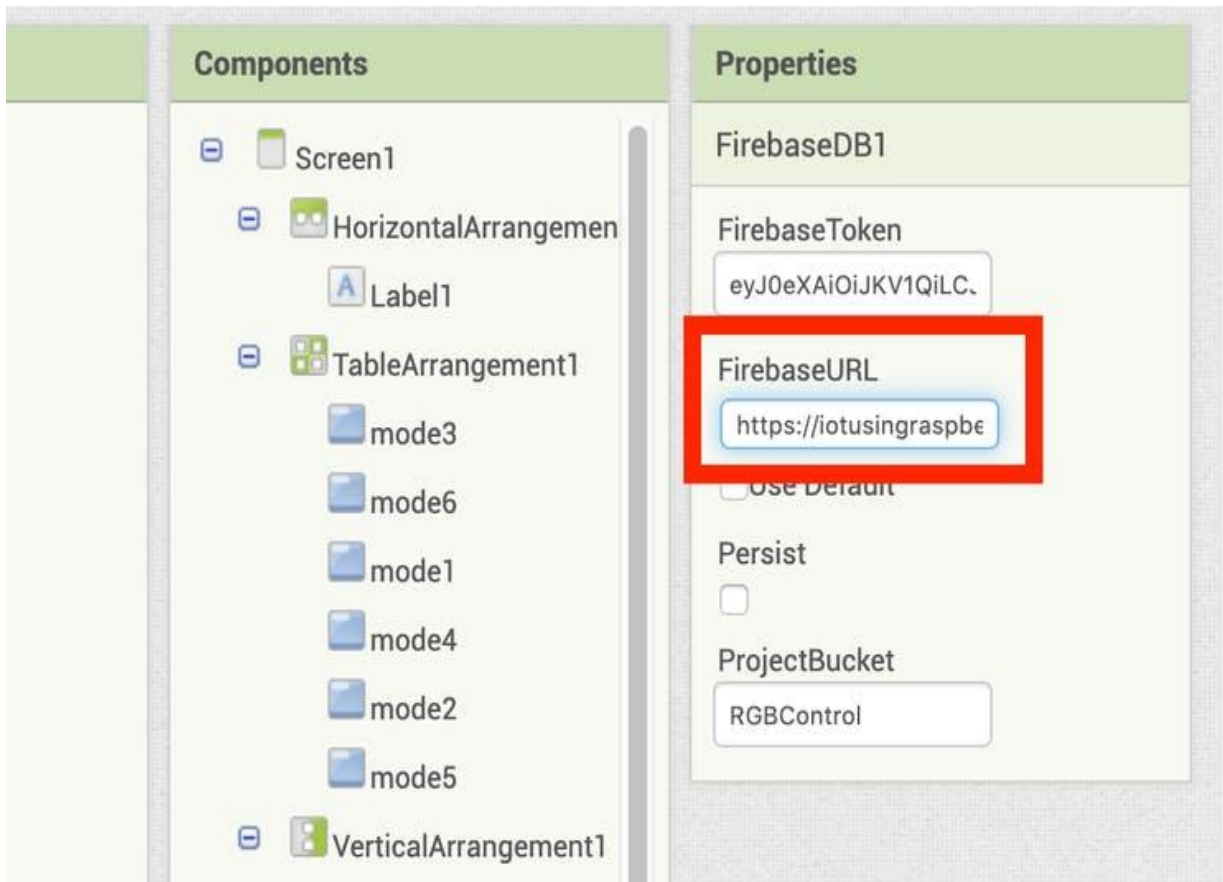 Components
Screen1
HorizontalArrangemen
Label1
TableArrangement1
mode3
mode6
mode1
mode4
mode2
mode5
VerticalArrangement1
Properties
FirebaseDB1
FirebaseToken
eyJ0eXAiOiJKV1QiLC
FirebaseURL
https://iotusingraspbe
Use Default
Persist
ProjectBucket
RGBControl